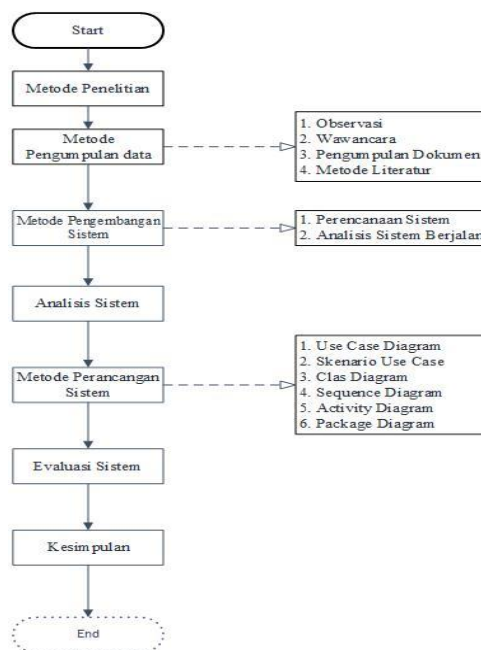 Start
Metode Penelitian
Metode
Pengumpulan data
1. Observasi
2. Wawancara
3. Pengumpulan Dokumen
4. Metode Literatur
Metode Pengembangan
Sistem
1. Perencanaan Sistem
2. Analisis Sistem Berjalan
Analisis Sistem
Metode Perancangan
Sistem
1. Use Case Diagram
2. Skenario Use Case
3. Clas Diagram
4. Sequence Diagram
5. Activity Diagram
6. Package Diagram
Evaluasi Sistem
Kesimpulan
End